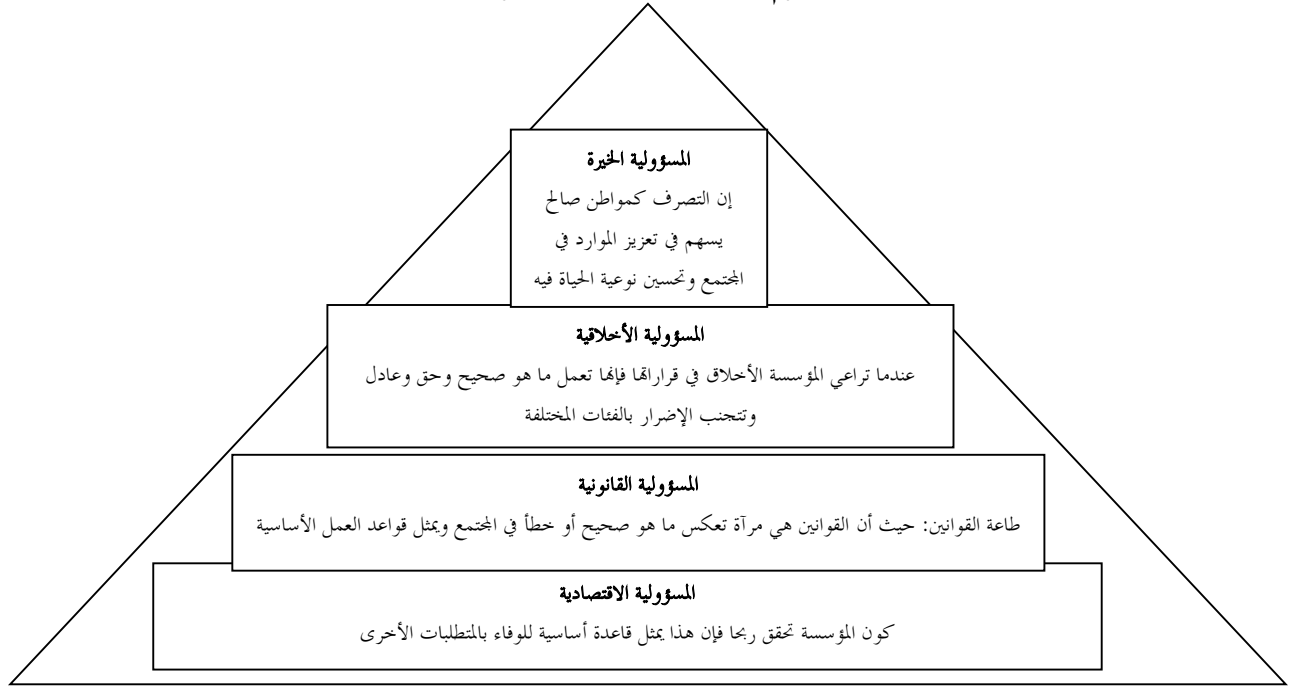 المسؤولية الخيرة
إن التصرف كمواطن صالح
يسهم في تعزيز الموارد في
المجتمع وتحسين نوعية الحياة فيه
المسؤولية الأخلاقية
عندما تراعي المؤسسة الأخلاق في قراراتها فإنها تعمل ما هو صحيح وحق وعادل
وتتجنب الإضرار بالفئات المختلفة
المسؤولية القانونية
طاعة القوانين: حيث أن القوانين هي مرآة تعكس ما هو صحيح أو خطأ في المجتمع ويمثل قواعد العمل الأساسية
المسؤولية الاقتصادية
كون المؤسسة تحقق ربحا فإن هذا يمثل قاعدة أساسية للوفاء بالمتطلبات الأخرى